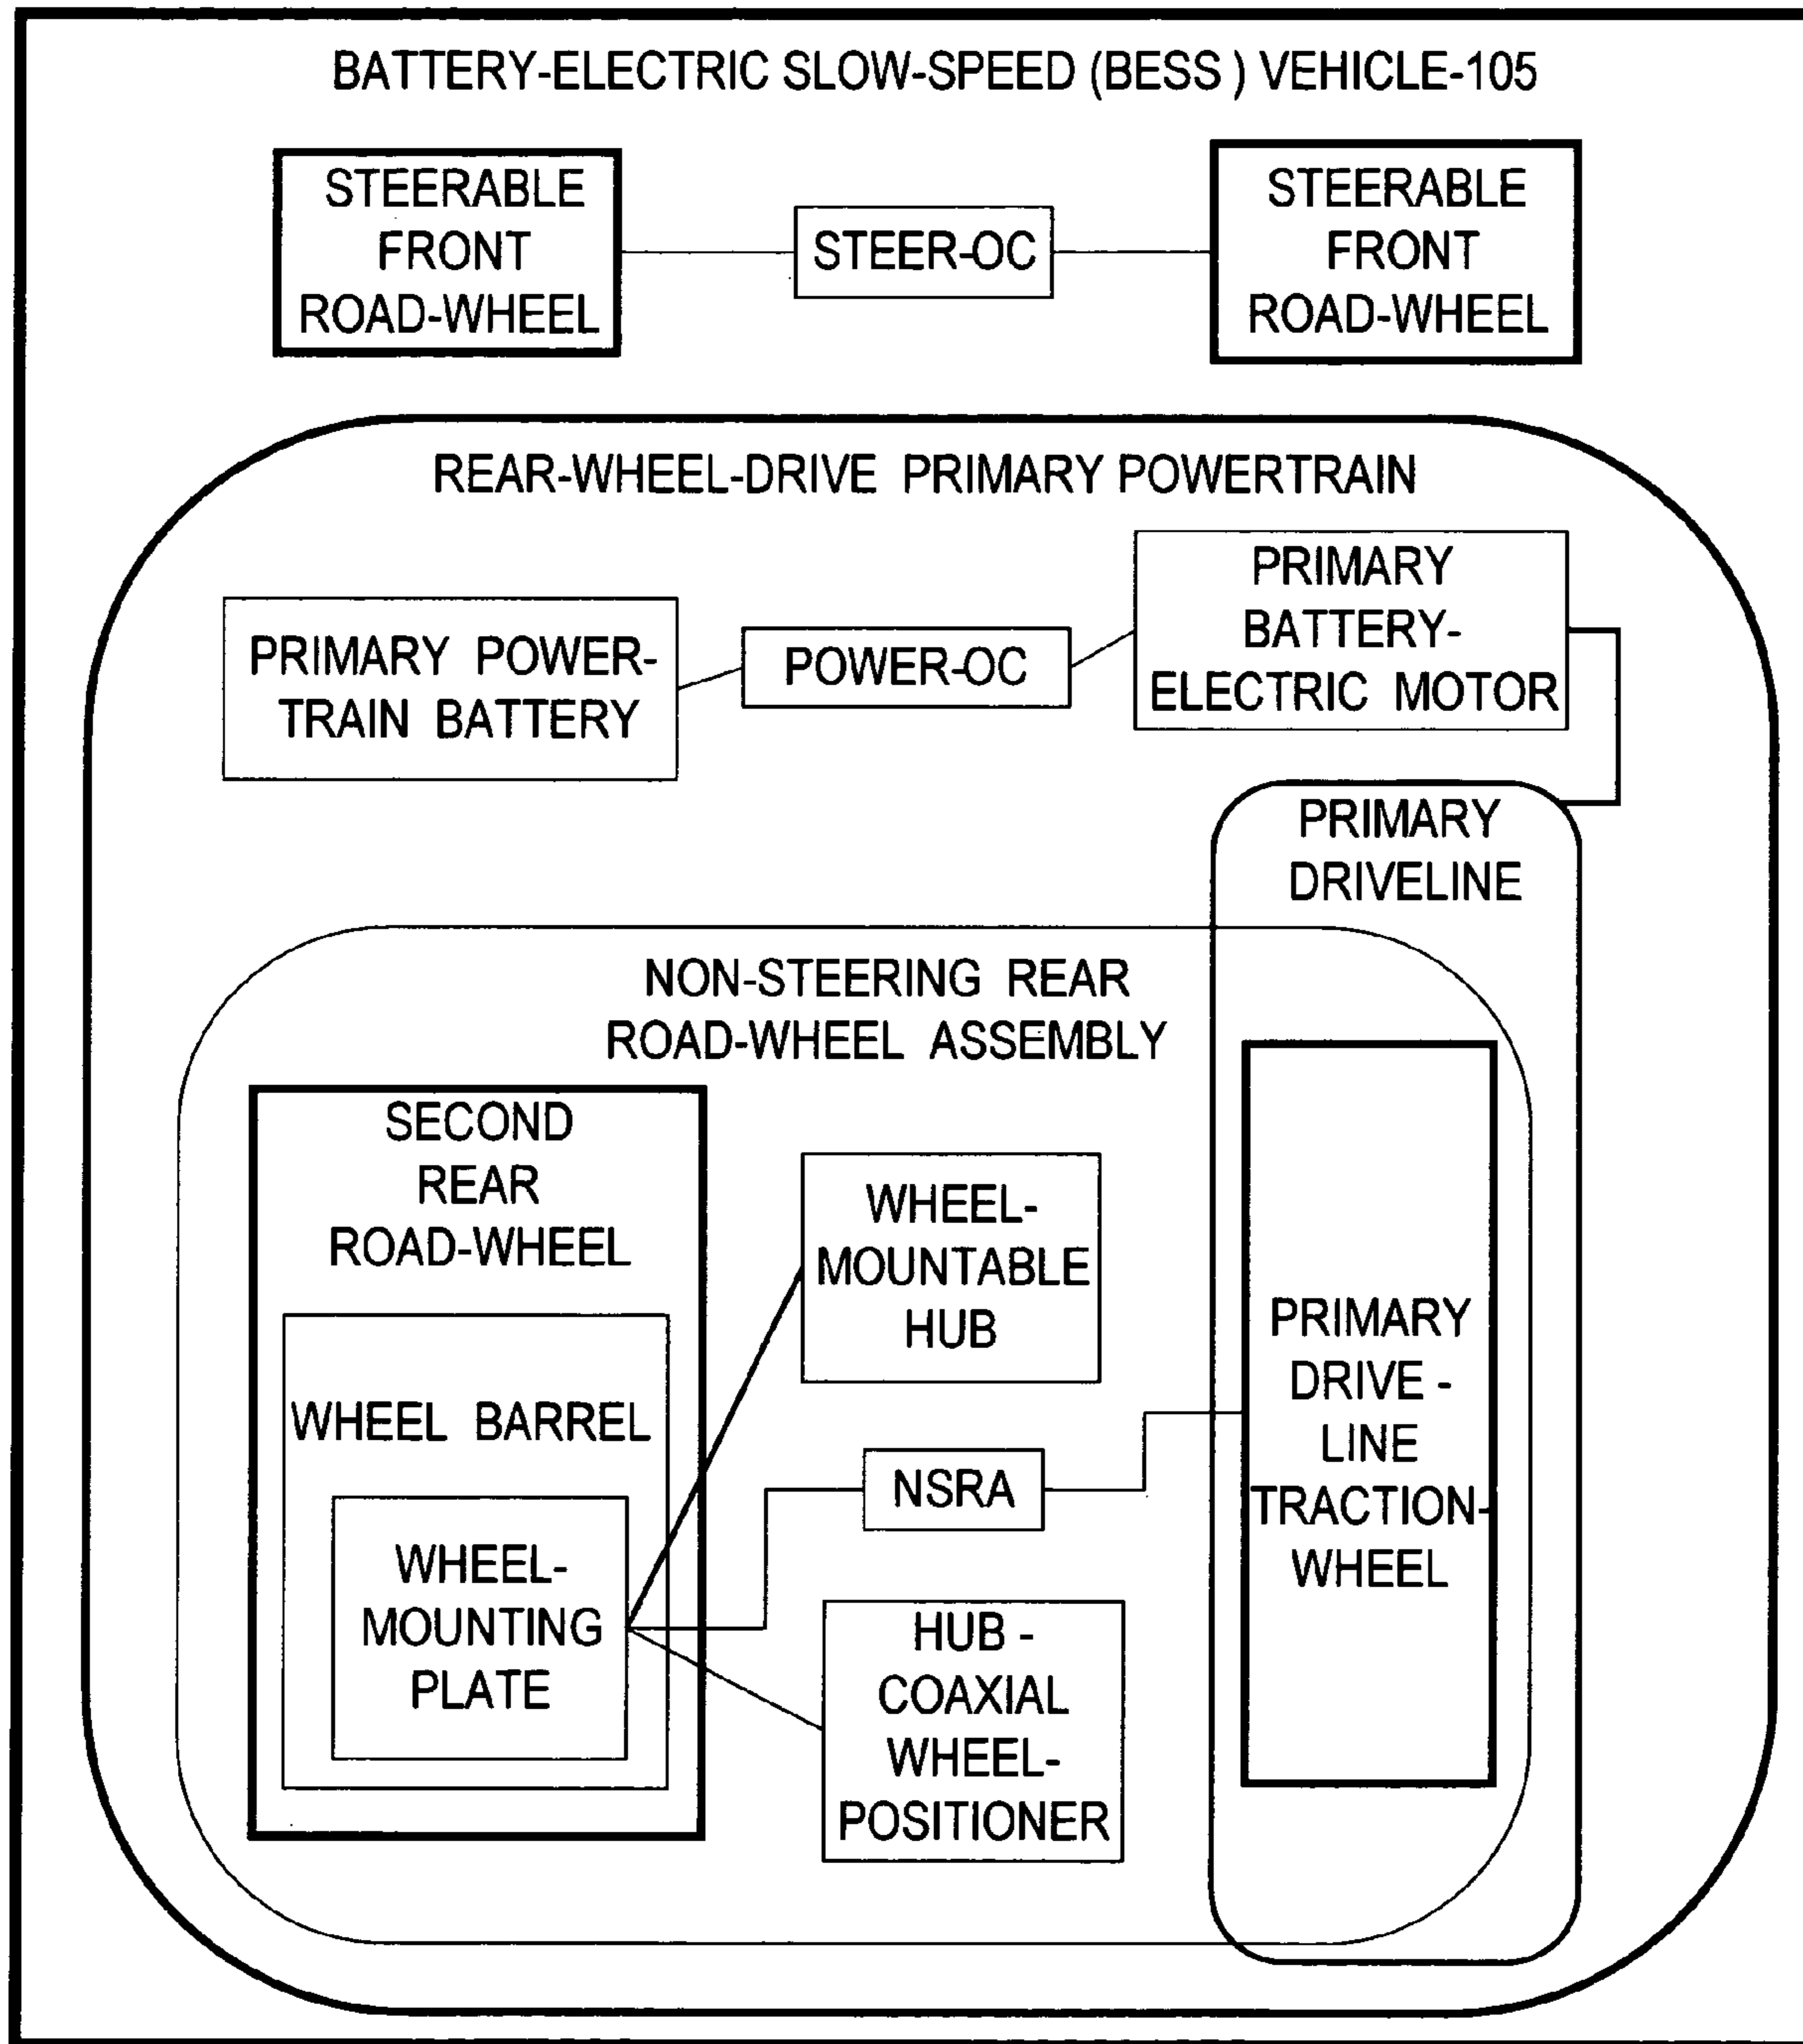 BATTERY-ELECTRIC SLOW-SPEED (BESS ) VEHICLE-105
STEERABLE
FRONT
ROAD-WHEEL
STEER-OC
STEERABLE
FRONT
ROAD-WHEEL
REAR-WHEEL-DRIVE PRIMARY POWERTRAIN
PRIMARY POWER-
TRAIN BATTERY
POWER-OC
PRIMARY
BATTERY-
ELECTRIC MOTOR
PRIMARY
DRIVELINE
NON-STEERING REAR
ROAD-WHEEL ASSEMBLY
SECOND
REAR
ROAD-WHEEL
WHEEL BARREL
WHEEL-
MOUNTING
PLATE
WHEEL-
MOUNTABLE
HUB
NSRA
HUB -
COAXIAL
WHEEL-
POSITIONER
PRIMARY
DRIVE -
LINE
TRACTION-
WHEEL